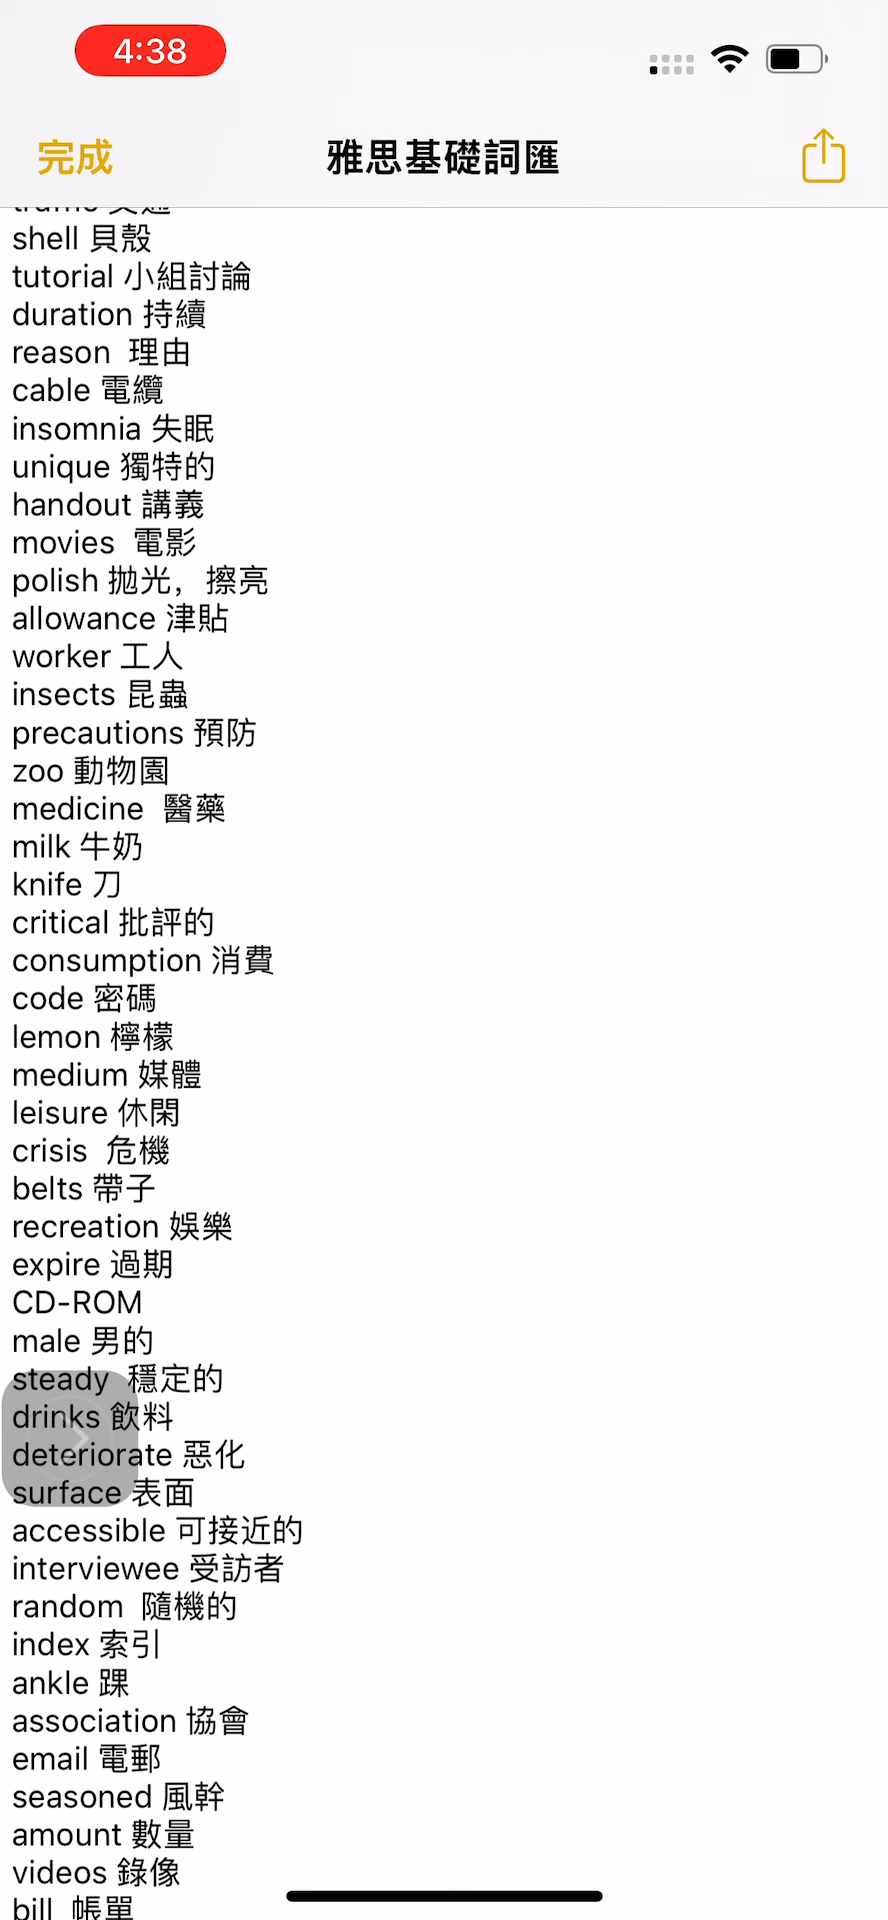 4:38
完成
雅思基礎詞匯
traffic 交通
shell 貝殼
tutorial 小組討論
duration 持續
reason 理由
cable 電纜
insomnia 失眠
unique 獨特的
handout 講義
movies 電影
polish 拋光，擦亮
allowance 津貼
worker 工人
insects 昆蟲
precautions 預防
zoo 動物園
medicine 醫藥
milk 牛奶
knife 刀
critical 批評的
consumption 消費
code 密碼
lemon 檸檬
medium 媒體
leisure 休閑
crisis 危機
belts 帶子
recreation 娛樂
expire 過期
CD-ROM
male 男的
steady 穩定的
drinks 飲料
deteriorate 惡化
surface 表面
accessible 可接近的
interviewee 受訪者
random 隨機的
index 索引
ankle 踝
association 協會
email 電郵
seasoned 風幹
amount 數量
videos 錄像
bill 帳單